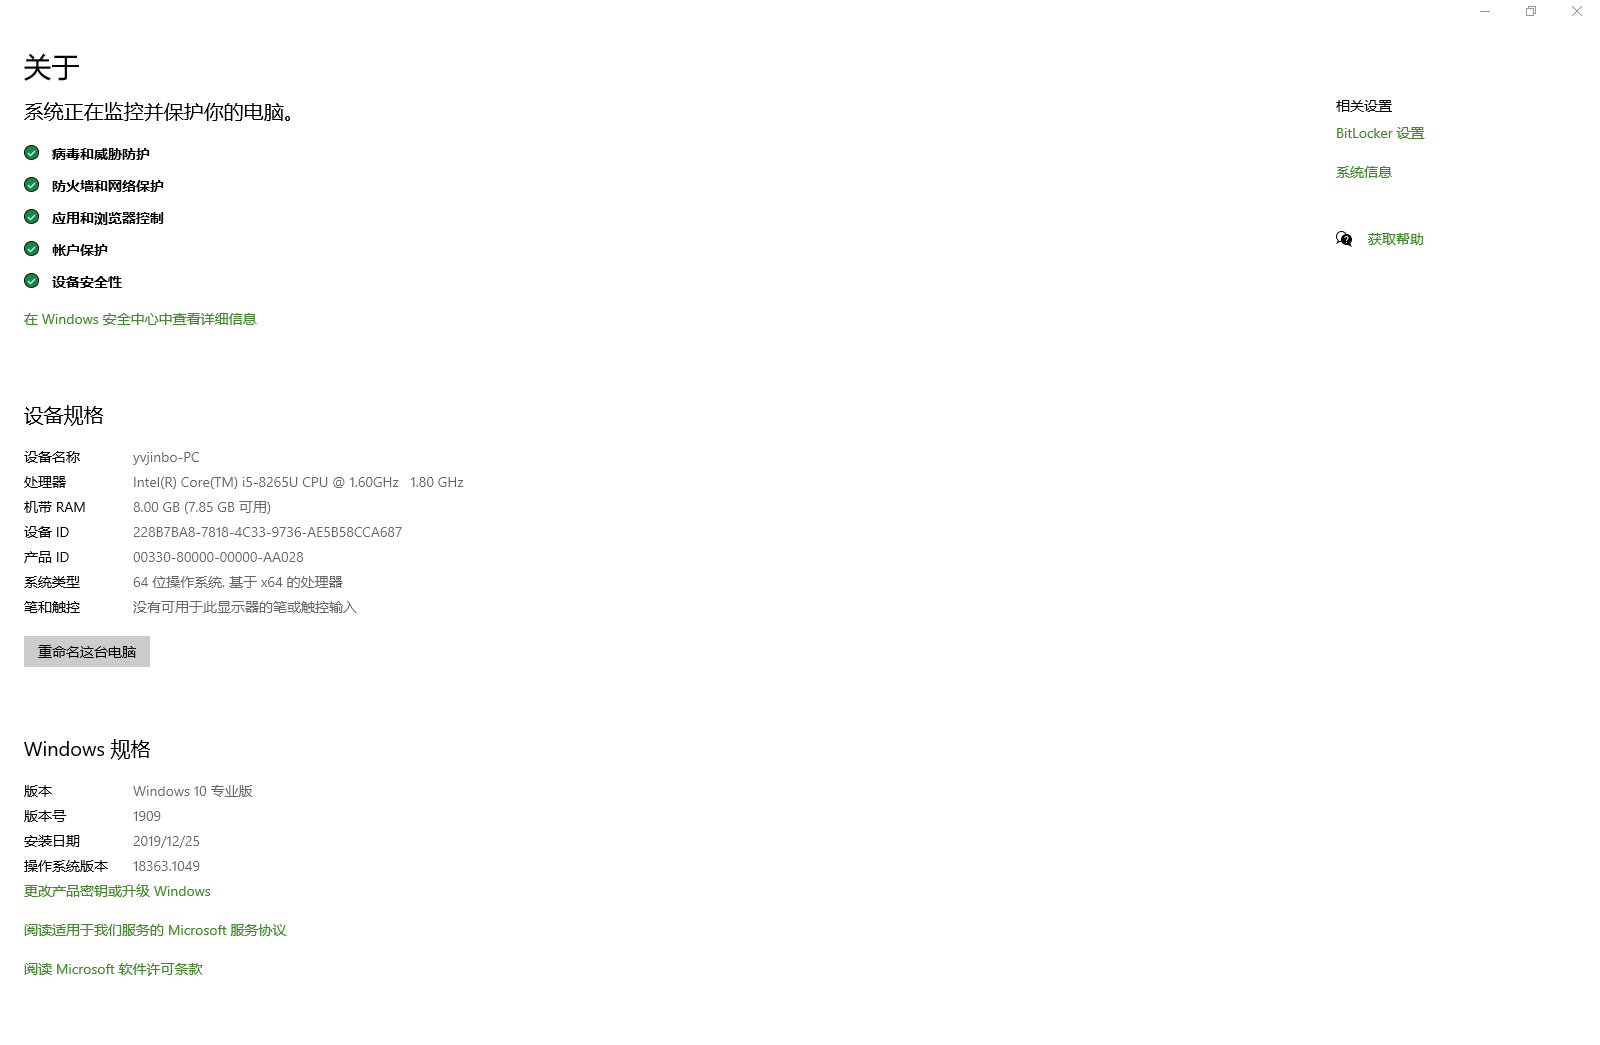 关于
系统正在监控并保护你的电脑。
病毒和威胁防护
防火墙和网络保护
应用和浏览器控制
帐户保护
设备安全性
在 Windows 安全中心中查看详细信息
设备规格
设备名称 yvjinbo-PC
处理器 Intel(R) Core(TM) i5-8265U CPU @ 1.60GHz 1.80 GHz
机带 RAM 8.00 GB (7.85 GB 可用)
设备 ID 228B7BA8-7818-4C33-9736-AE5B58CCA687
产品 ID 00330-80000-00000-AA028
系统类型 64 位操作系统, 基于 x64 的处理器
笔和触控 没有可用于此显示器的笔或触控输入
重命名这台电脑
Windows 规格
版本 Windows 10 专业版
版本号 1909
安装日期 2019/12/25
操作系统版本 18363.1049
更改产品密钥或升级 Windows
阅读适用于我们服务的 Microsoft 服务协议
阅读 Microsoft 软件许可条款
相关设置
BitLocker 设置
系统信息
获取帮助